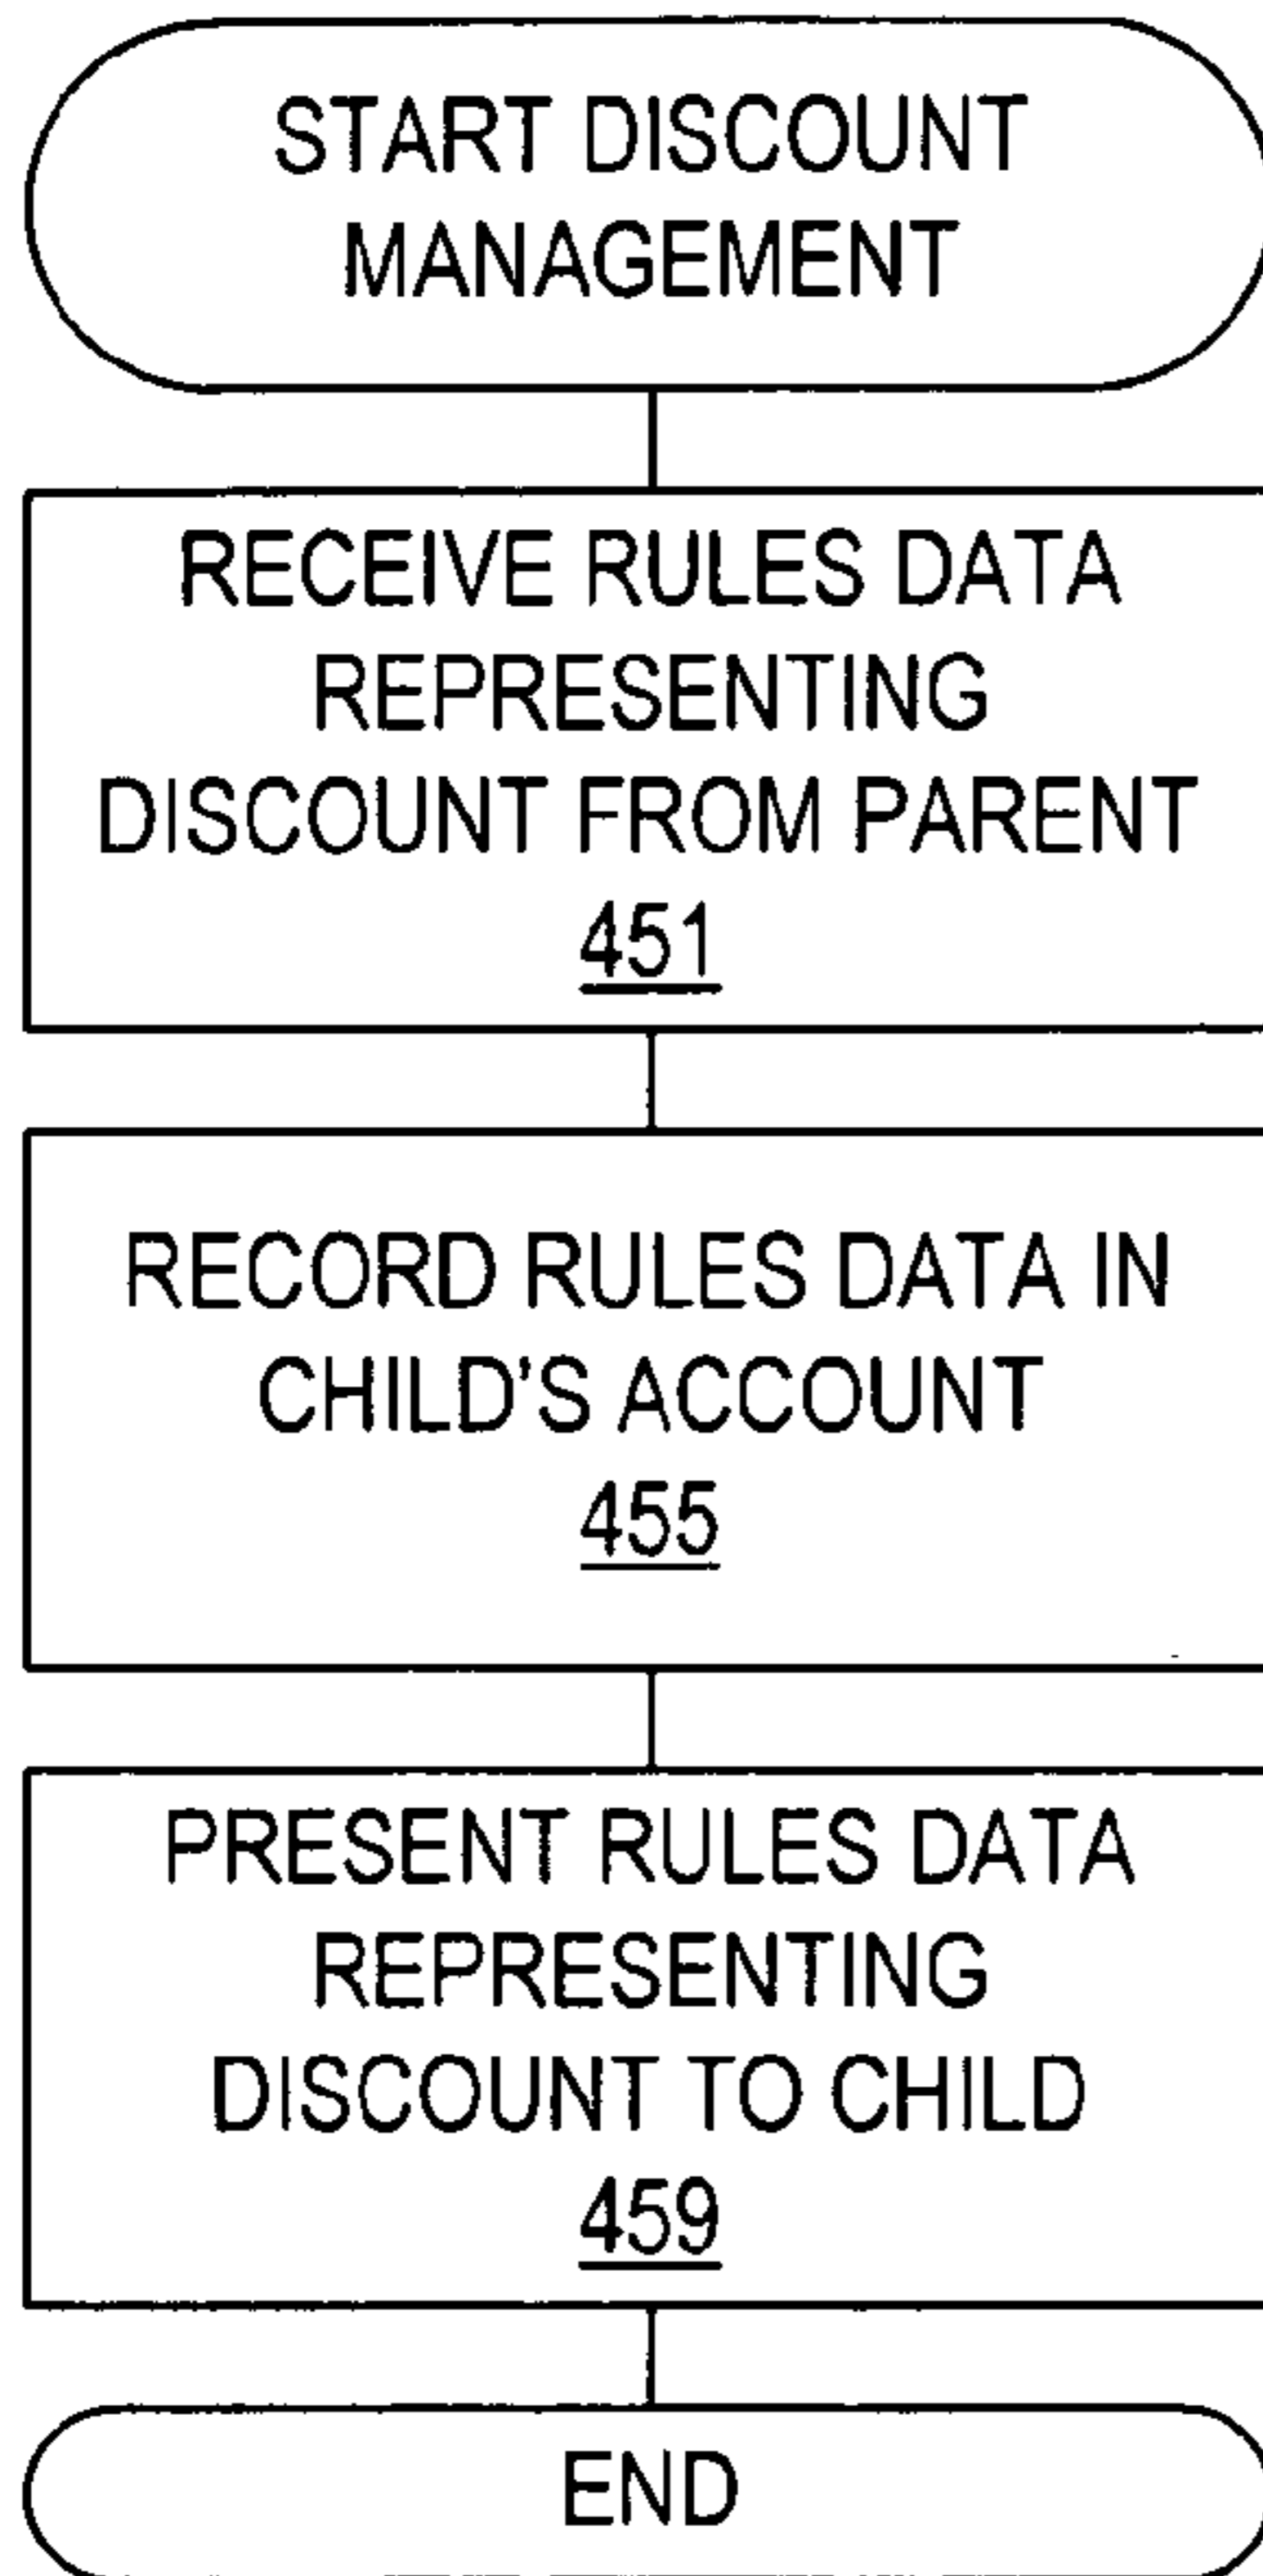 START DISCOUNT
MANAGEMENT
RECEIVE RULES DATA
REPRESENTING
DISCOUNT FROM PARENT
451
RECORD RULES DATA IN
CHILD'S ACCOUNT
455
PRESENT RULES DATA
REPRESENTING
DISCOUNT TO CHILD
459
END